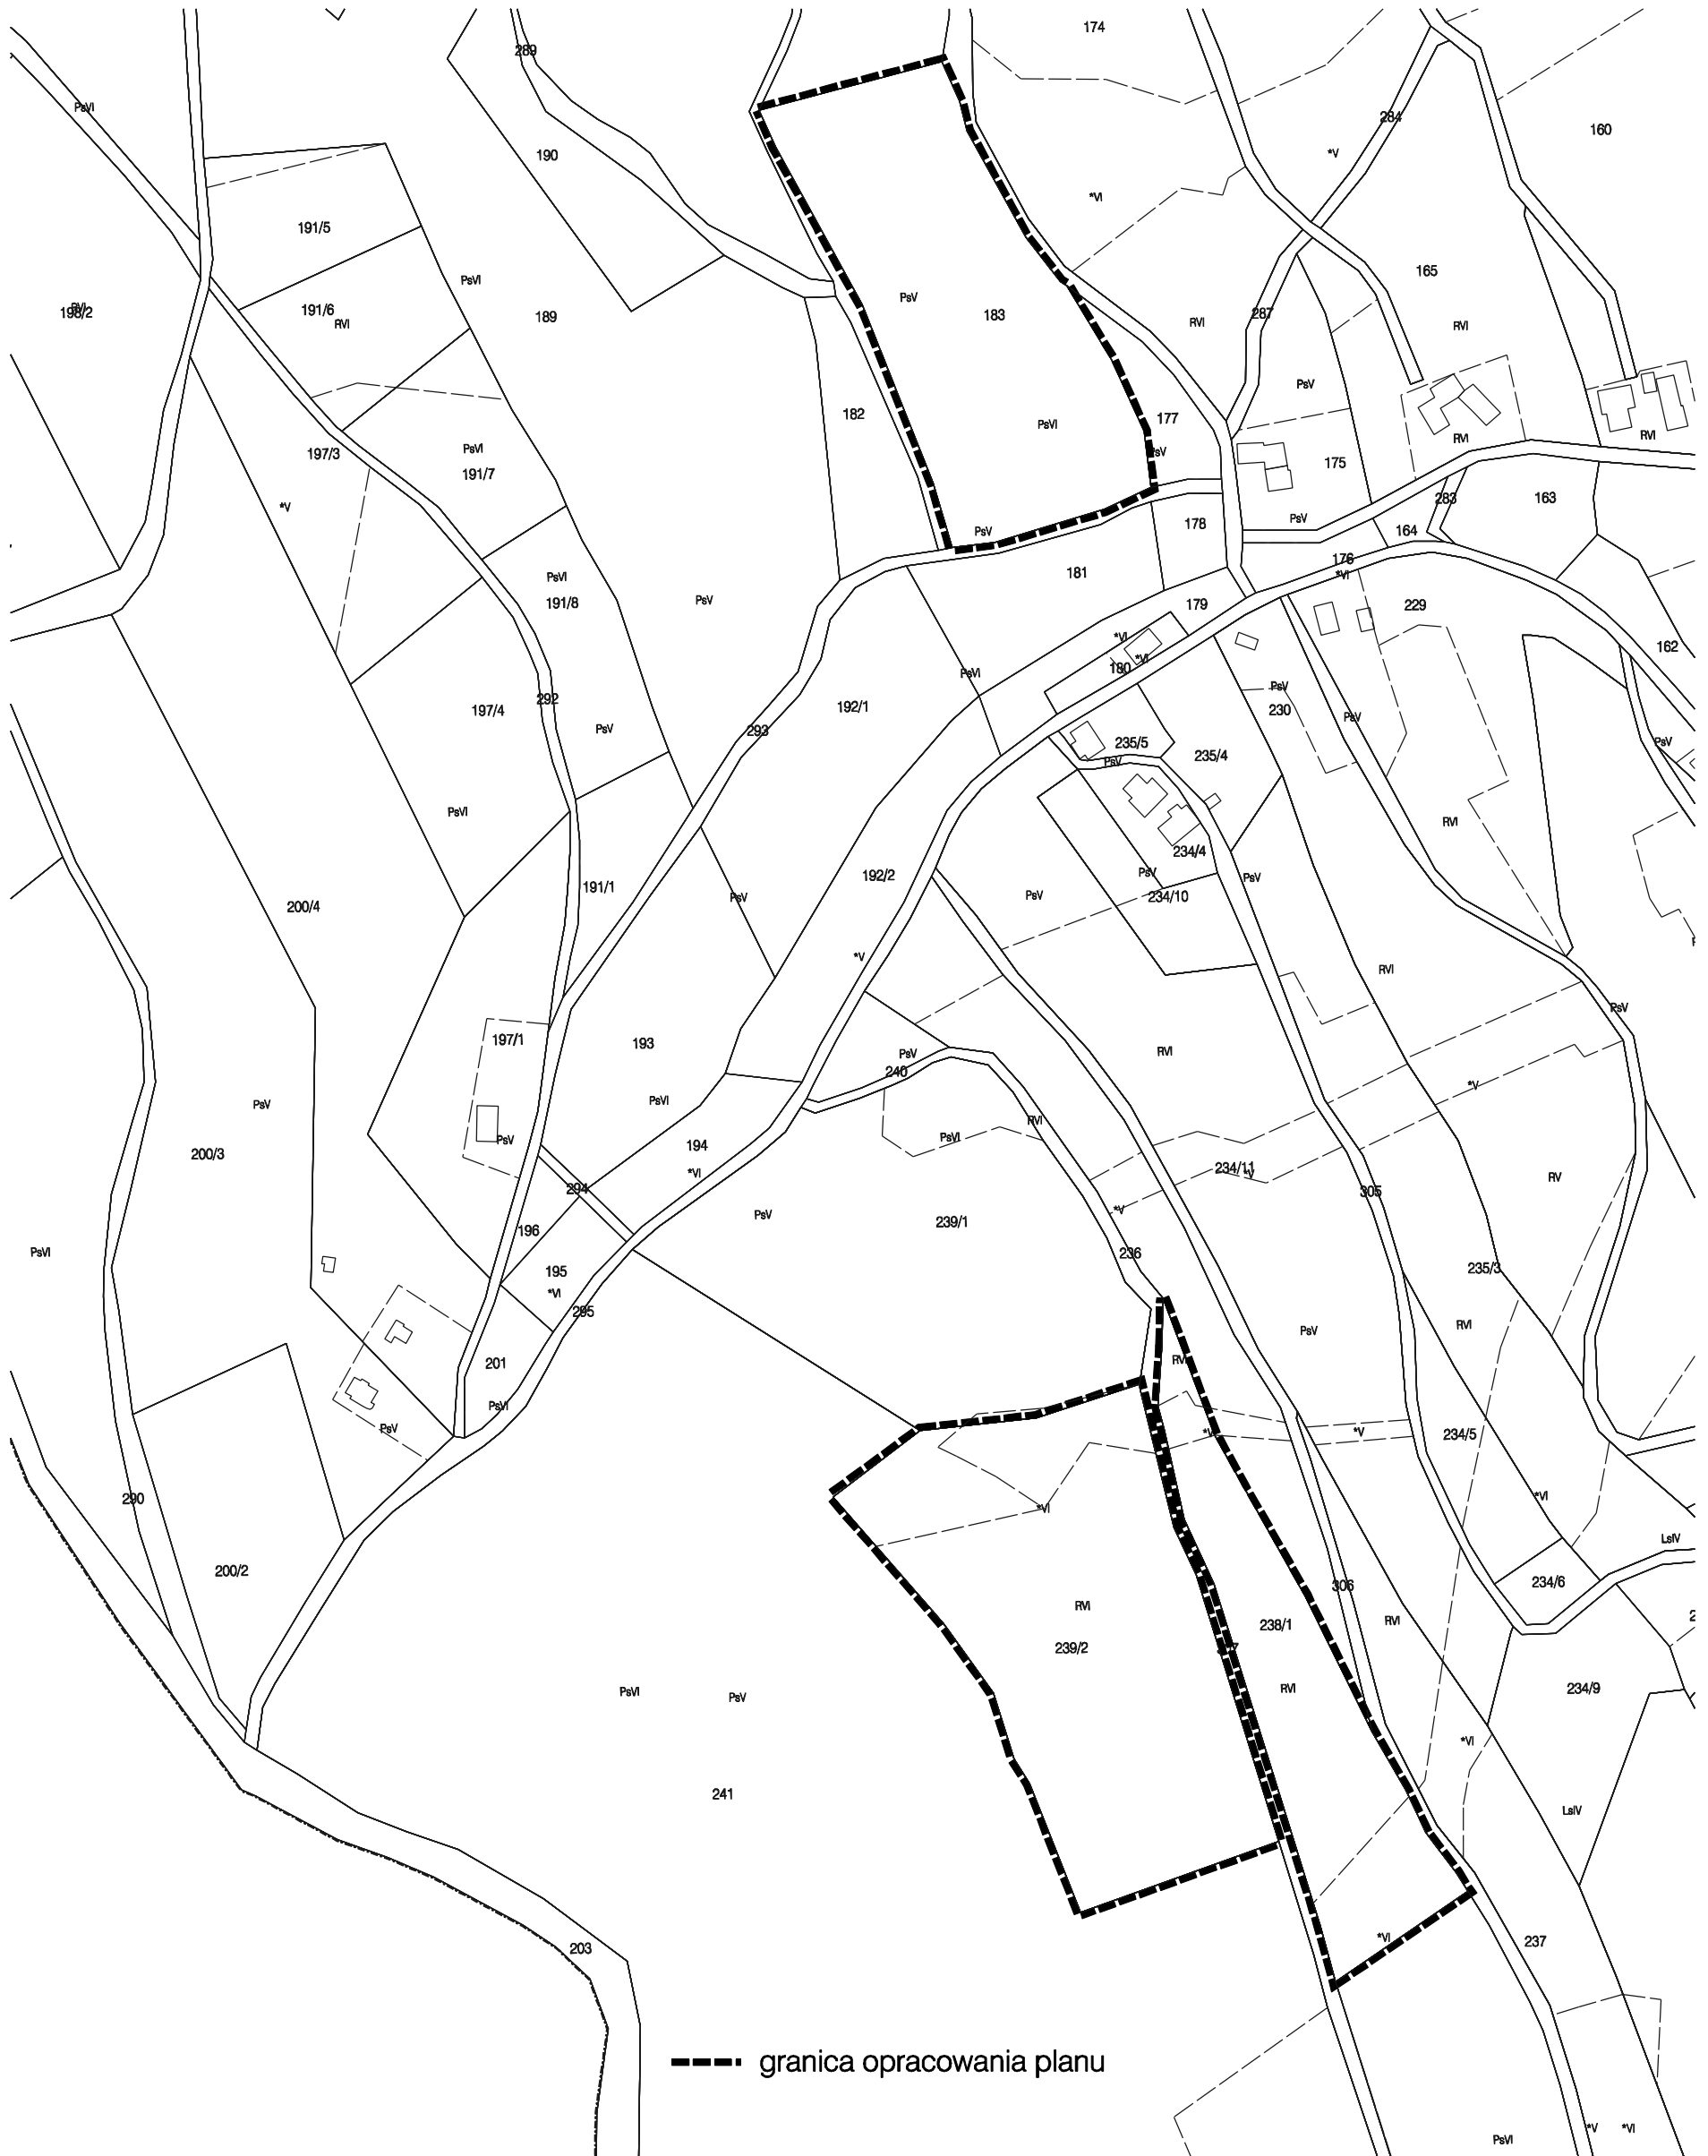 174
289
PsVI
284
160
*V
190
*VI
191/5
165
PsVI
PsV
198/2
RVI
191/6
RVI
189
183
287
RVI
RVI
PsV
182
177
PsVI
RVI
RVI
197/3
PsVI
PsV
175
191/7
*V
283
163
PsV
178
PsV
164
176
*VI
181
PsVI
191/8
PsV
179
229
*VI
162
*VI
180
PsVI
PsV
292
197/4
192/1
230
PsV
PsV
293
235/5
PsV
235/4
PsV
PsVI
RVI
234/4
PsV
PsV
192/2
191/1
PsV
PsV
234/10
200/4
*V
RVI
PsV
197/1
193
PsV
RVI
240
*V
PsV
PsVI
RVI
PsVI
PsV
194
200/3
*VI
234/11
*V
294
305
RV
PsV
*V
196
239/1
PsVI
236
235/3
195
*VI
295
RVI
PsV
201
PsVI
PsV
*V
234/5
290
*VI
*VI
LsIV
200/2
234/6
306
RVI
238/1
RVI
239/2
RVI
PsVI
PsV
234/9
*VI
241
LsIV
*VI
237
203
granica opracowania planu
*V
*VI
PsVI